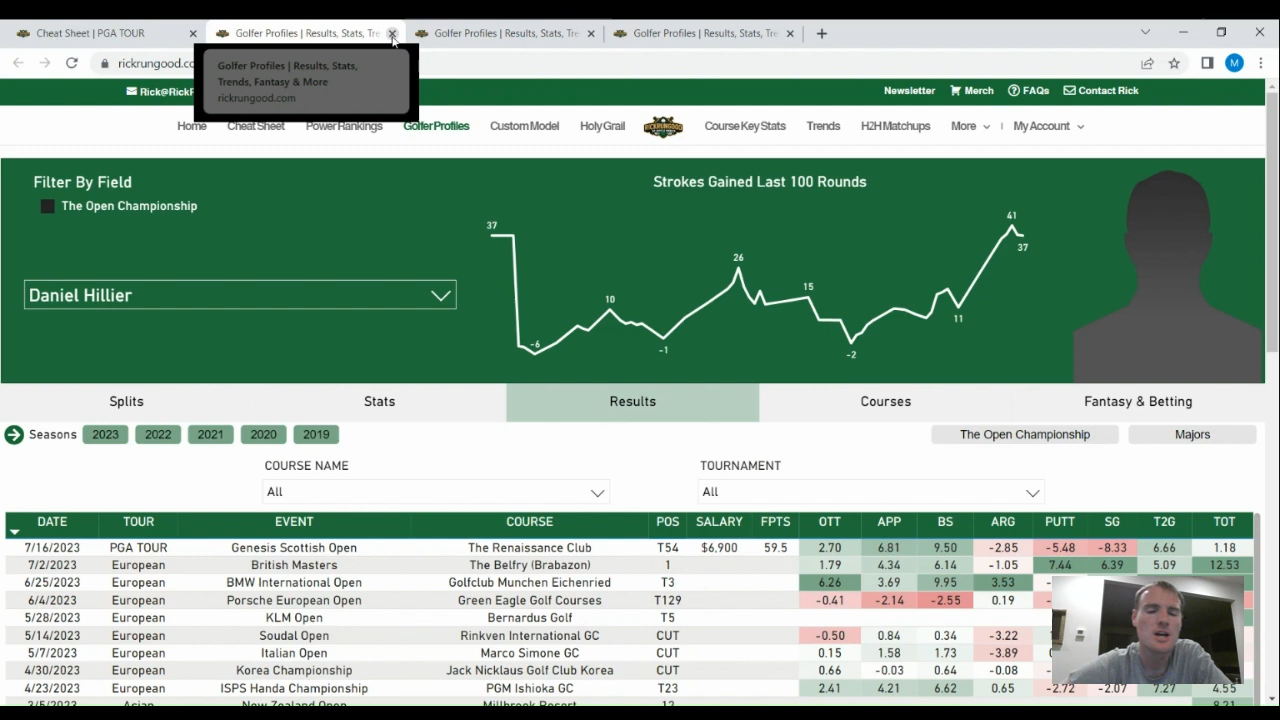 Cheat Sheet | PGA TOUR
Golfer Profiles | Results, Stats, Tre
Golfer Profiles | Results, Stats, Tre
Golfer Profiles | Results, Stats, Tre
rickrungood.co
M
Golfer Profiles | Results, Stats,
Trends, Fantasy & More
rickrungood.com
Rick@RickR
Newsletter Merch FAQs Contact Rick
Home Cheat Sheet Power Rankings Golfer Profiles Custom Model Holy Grail RICKRUNGOOD Course Key Stats Trends H2H Matchups More My Account
Filter By Field
The Open Championship
Daniel Hillier
Strokes Gained Last 100 Rounds
37 -6 10 -1 26 15 -2 11 41 37
Splits Stats Results Courses Fantasy & Betting
Seasons 2023 2022 2021 2020 2019 The Open Championship Majors
COURSE NAME TOURNAMENT
All All
DATE TOUR EVENT COURSE POS SALARY FPTS OTT APP BS ARG PUTT SG T2G TOT
7/16/2023 PGA TOUR Genesis Scottish Open The Renaissance Club T54 $6,900 59.5 2.70 6.81 9.50 -2.85 -5.48 -8.33 6.66 1.18
7/2/2023 European British Masters The Belfry (Brabazon) 1 1.79 4.34 6.14 -1.05 7.44 6.39 5.09 12.53
6/25/2023 European BMW International Open Golfclub Munchen Eichenried T3 6.26 3.69 9.95 3.53
6/4/2023 European Porsche European Open Green Eagle Golf Courses T129 -0.41 -2.14 -2.55 0.19
5/28/2023 European KLM Open Bernardus Golf T5
5/14/2023 European Soudal Open Rinkven International GC CUT -0.50 0.84 0.34 -3.22
5/7/2023 European Italian Open Marco Simone GC CUT 0.15 1.58 1.73 -3.89
4/30/2023 European Korea Championship Jack Nicklaus Golf Club Korea CUT 0.66 -0.03 0.64 -0.08
4/23/2023 European ISPS Handa Championship PGM Ishioka GC T23 2.41 4.21 6.62 0.65 -2.72 -2.07 7.27 4.55
3/5/2023 Asian New Zealand Open Millbrook Resort 12